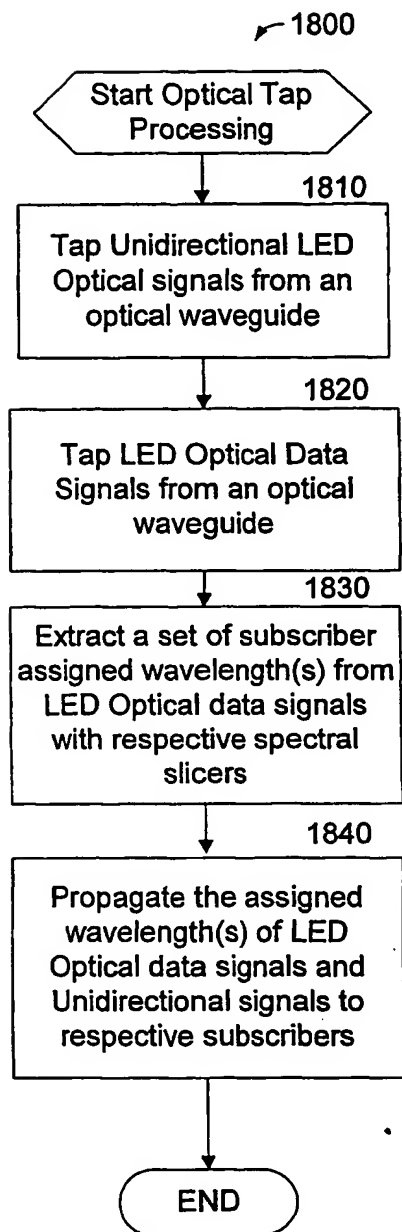 1800
Start Optical Tap
Processing
1810
Tap Unidirectional LED
Optical signals from an
optical waveguide
1820
Tap LED Optical Data
Signals from an optical
waveguide
1830
Extract a set of subscriber
assigned wavelength(s) from
LED Optical data signals
with respective spectral
slicers
1840
Propagate the assigned
wavelength(s) of LED
Optical data signals and
Unidirectional signals to
respective subscribers
END